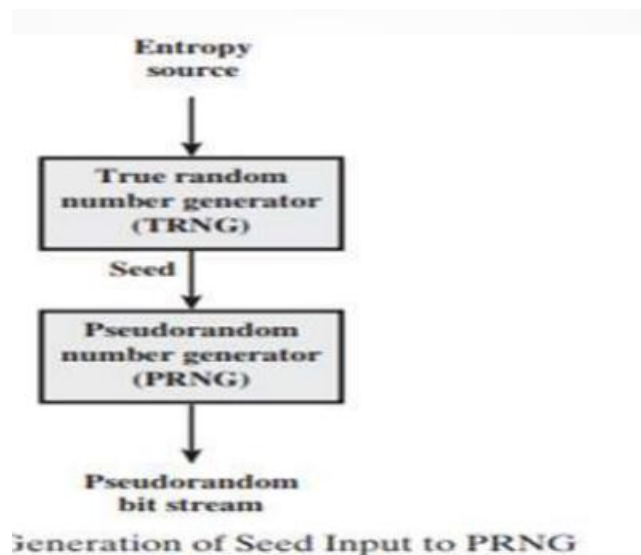 Entropy
source
True random
number generator
(TRNG)
Seed
Pseudorandom
number generator
(PRNG)
Pseudorandom
bit stream
Generation of Seed Input to PRNG